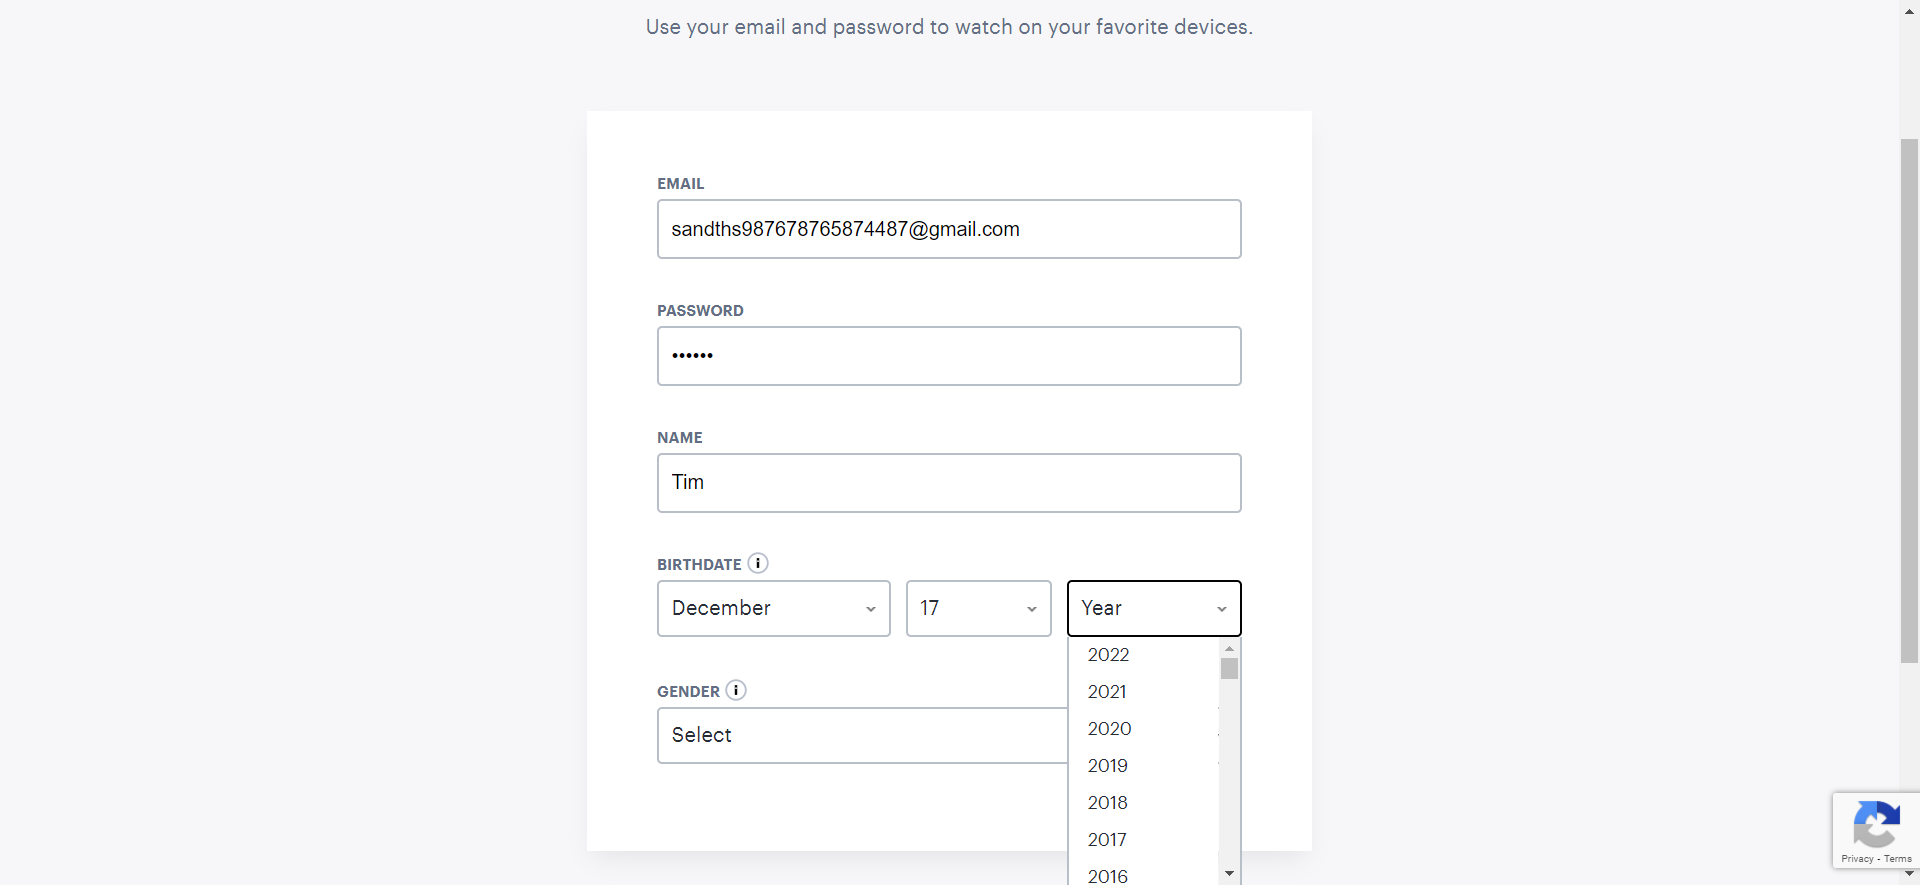 Use your email and password to watch on your favorite devices.
EMAIL
sandths987678765874487@gmail.com
PASSWORD
••••••
NAME
Tim
BIRTHDATE i
December 17 Year
2022
2021
2020
2019
2018
2017
2016
GENDER i
Select
Privacy - Terms